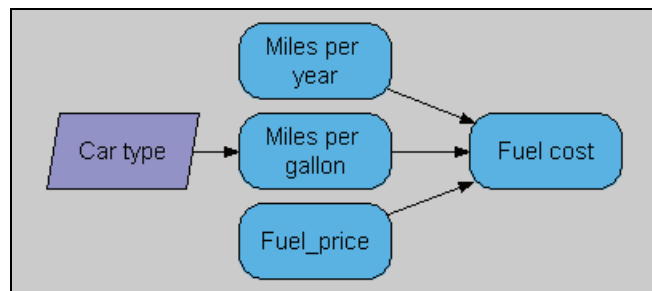 Miles per
year
Car type
Miles per
gallon
Fuel cost
Fuel_price